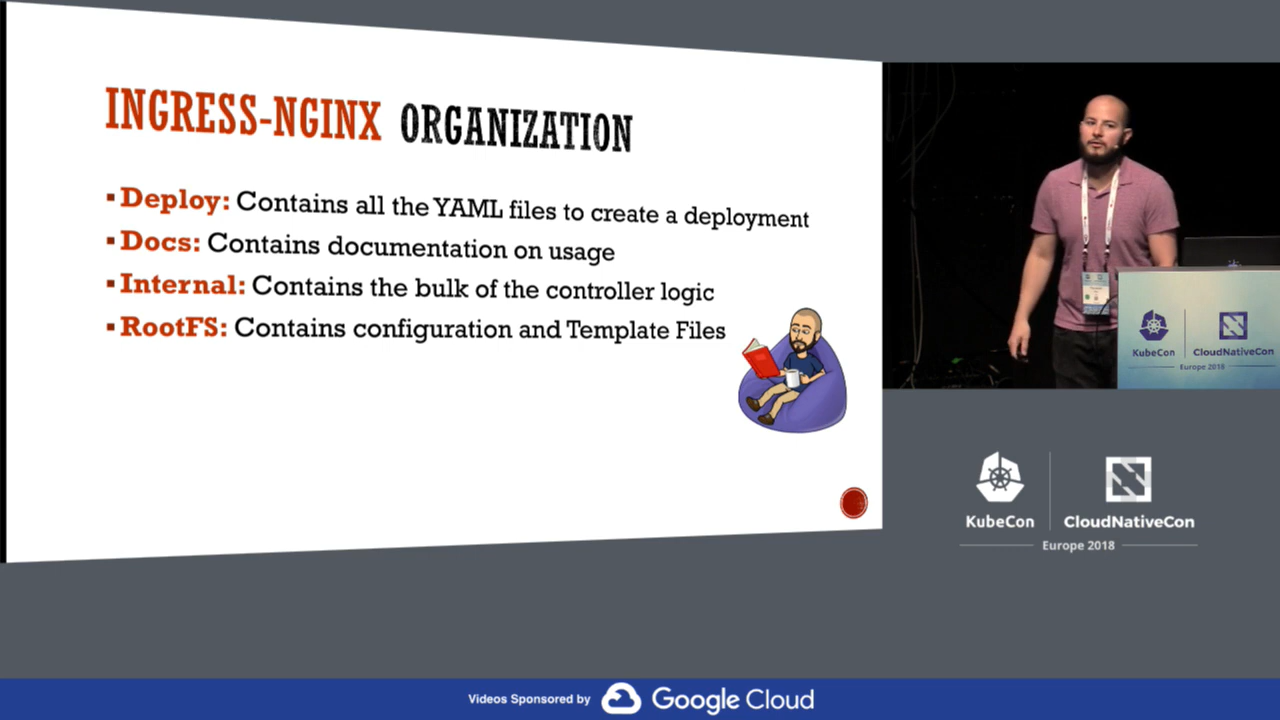 INGRESS-NGINX ORGANIZATION
Deploy: Contains all the YAML files to create a deployment
Docs: Contains documentation on usage
Internal: Contains the bulk of the controller logic
RootFS: Contains configuration and Template Files
KubeCon
CloudNativeCon
Europe 2018
KubeCon
CloudNativeCon
Europe 2018
Videos Sponsored by Google Cloud